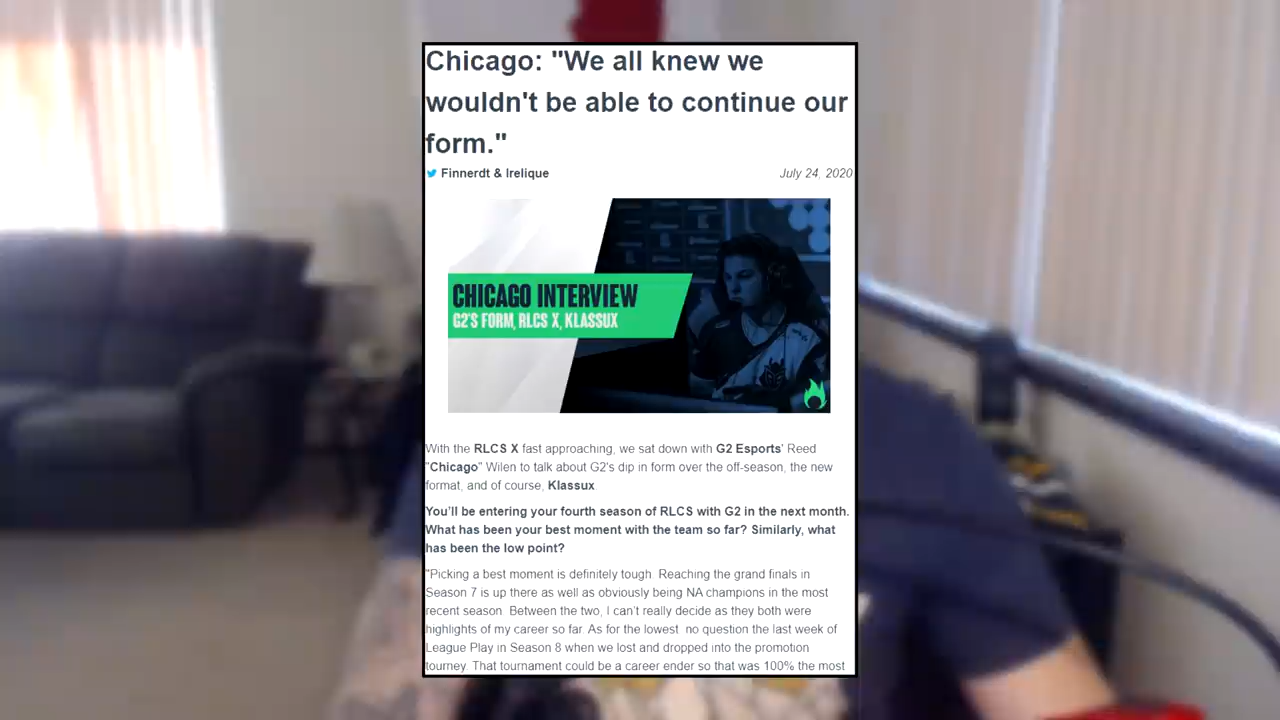 Chicago: "We all knew we
wouldn't be able to continue our
form."
Finnerdt & Irelique July 24, 2020
CHICAGO INTERVIEW
G2'S FORM, RLCS X, KLASSUX
With the RLCS X fast approaching, we sat down with G2 Esports' Reed
"Chicago" Wilen to talk about G2's dip in form over the off-season, the new
format, and of course, Klassux.
You'll be entering your fourth season of RLCS with G2 in the next month.
What has been your best moment with the team so far? Similarly, what
has been the low point?
"Picking a best moment is definitely tough. Reaching the grand finals in
Season 7 is up there as well as obviously being NA champions in the most
recent season. Between the two, I can't really decide as they both were
highlights of my career so far. As for the lowest, no question the last week of
League Play in Season 8 when we lost and dropped into the promotion
tourney. That tournament could be a career ender so that was 100% the most